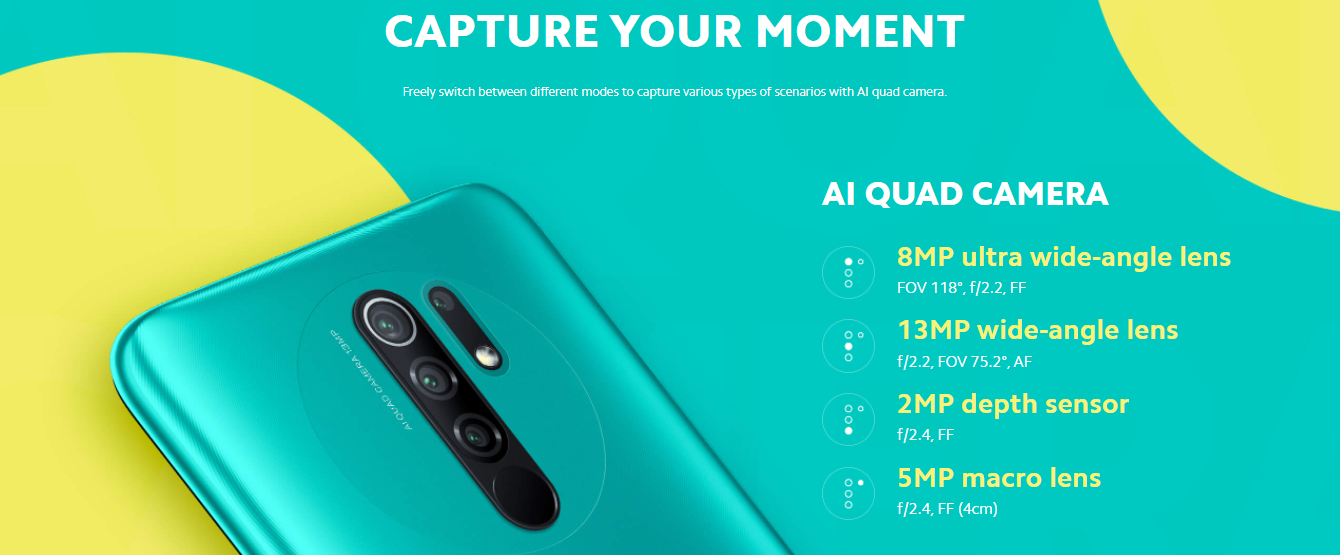 CAPTURE YOUR MOMENT
Freely switch between different modes to capture various types of scenarios with AI quad camera.
AI QUAD CAMERA
8MP ultra wide-angle lens
FOV 118°, f/2.2, FF
13MP wide-angle lens
f/2.2, FOV 75.2°, AF
2MP depth sensor
f/2.4, FF
5MP macro lens
f/2.4, FF (4cm)
AI QUAD CAMERA 13MP